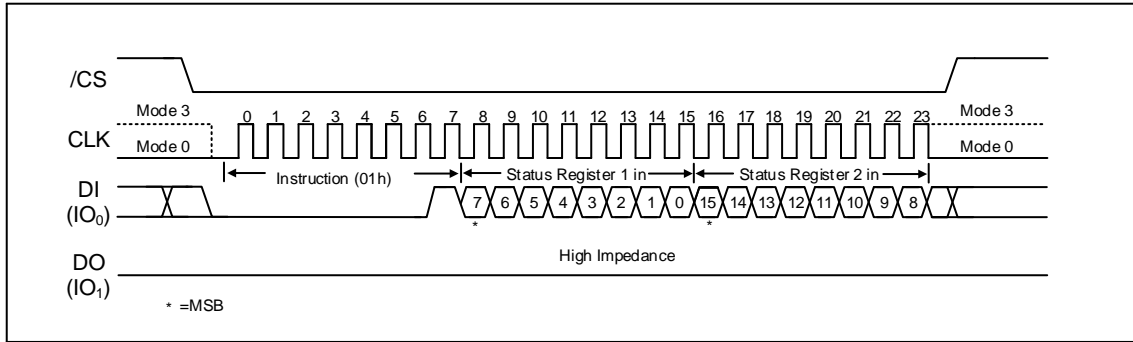 /CS
Mode 3
0 1 2 3 4 5 6 7 8 9 10 11 12 13 14 15 16 17 18 19 20 21 22 23
Mode 3
CLK
Mode 0
Mode 0
Instruction (01h)
Status Register 1 in
Status Register 2 in
DI
(IO₀)
7 6 5 4 3 2 1 0 15 14 13 12 11 10 9 8
* *
High Impedance
DO
(IO₁)
* =MSB